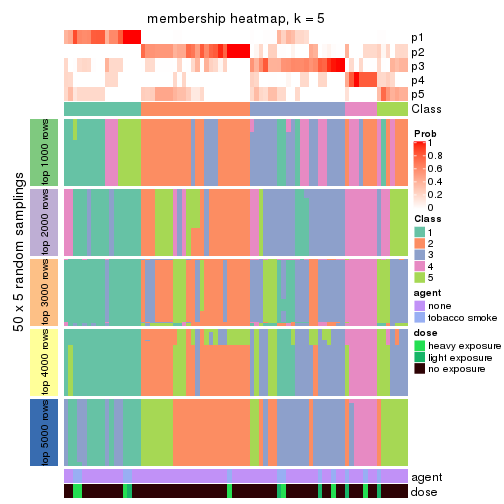 membership heatmap, k = 5
p1
p2
p3
p4
p5
Class
50 x 5 random samplings
top 1000 rows
top 2000 rows
top 3000 rows
top 4000 rows
top 5000 rows
agent
dose
Prob
1
0.8
0.6
0.4
0.2
0
Class
1
2
3
4
5
agent
none
tobacco smoke
dose
heavy exposure
light exposure
no exposure